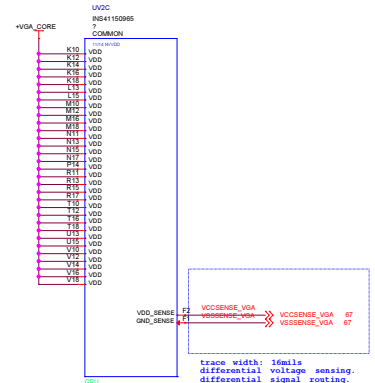 UV2C
INS41150965
?
COMMON
+VGA_CORE
11/14 NVVDD
K10 VDD
K12 VDD
K14 VDD
K16 VDD
K18 VDD
L13 VDD
L15 VDD
M10 VDD
M12 VDD
M16 VDD
M18 VDD
N11 VDD
N13 VDD
N15 VDD
N17 VDD
P14 VDD
R11 VDD
R13 VDD
R15 VDD
R17 VDD
T10 VDD
T12 VDD
T16 VDD
T18 VDD
U13 VDD
U15 VDD
V10 VDD
V12 VDD
V14 VDD
V16 VDD
V18 VDD
VDD_SENSE F2 VCCSENSE_VGA VCCSENSE_VGA 67
GND_SENSE F1 VSSSENSE_VGA VSSSENSE_VGA 67
trace width: 16mils
differential voltage sensing.
differential signal routing.
GPU